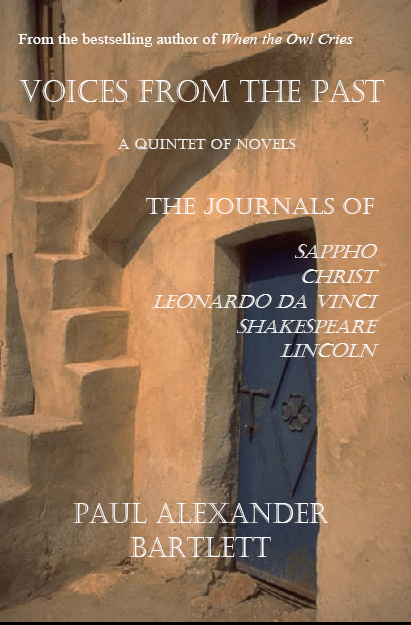 From the bestselling author of When the Owl Cries
VOICES FROM THE PAST
A QUINTET OF NOVELS
THE JOURNALS OF
SAPPHO
CHRIST
LEONARDO DA VINCI
SHAKESPEARE
LINCOLN
PAUL ALEXANDER
BARTLETT